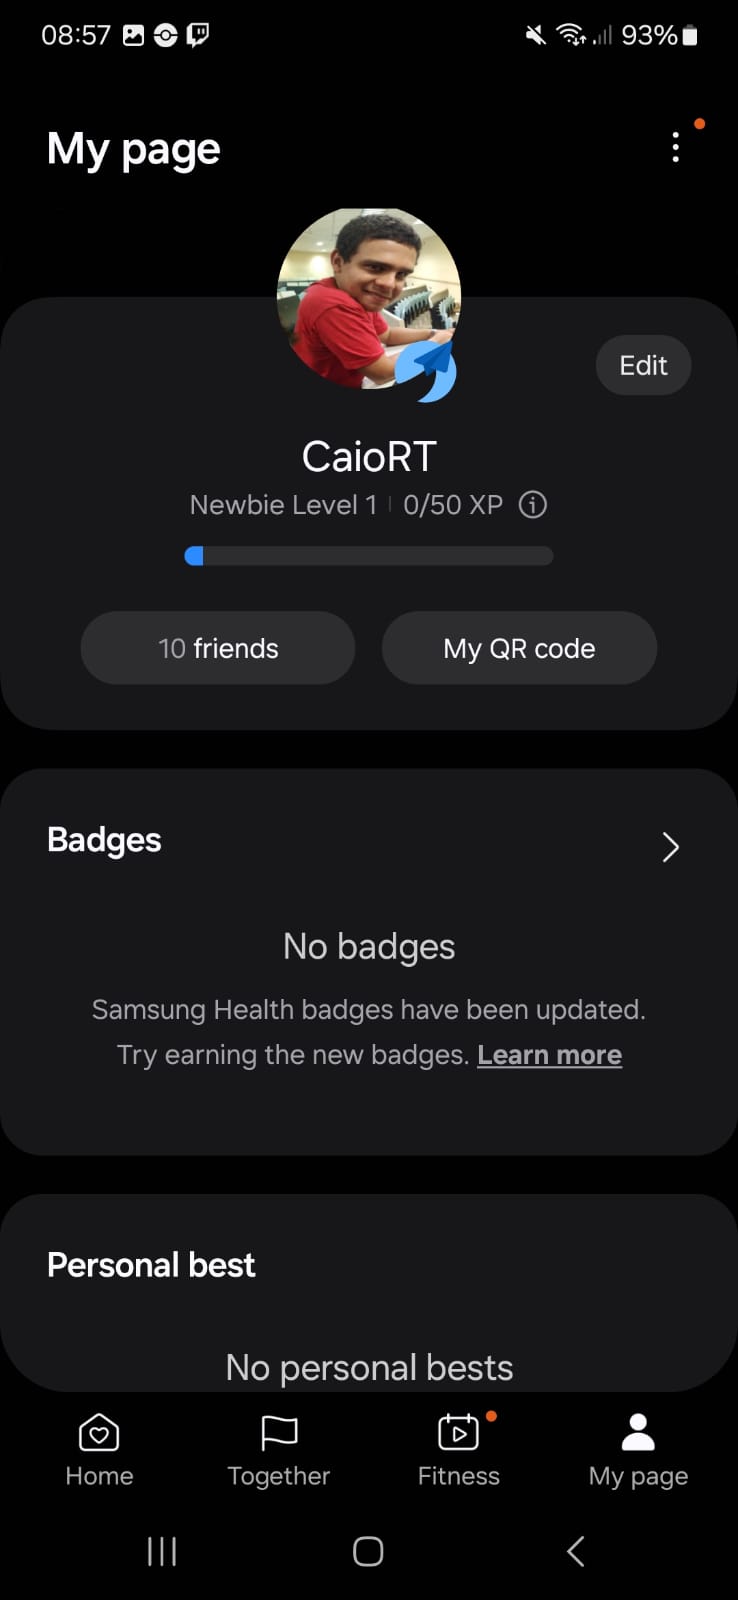 08:57 93%
My page
Edit
CaioRT
Newbie Level 1 | 0/50 XP
10 friends My QR code
Badges
No badges
Samsung Health badges have been updated.
Try earning the new badges. Learn more
Personal best
No personal bests
Home Together Fitness My page